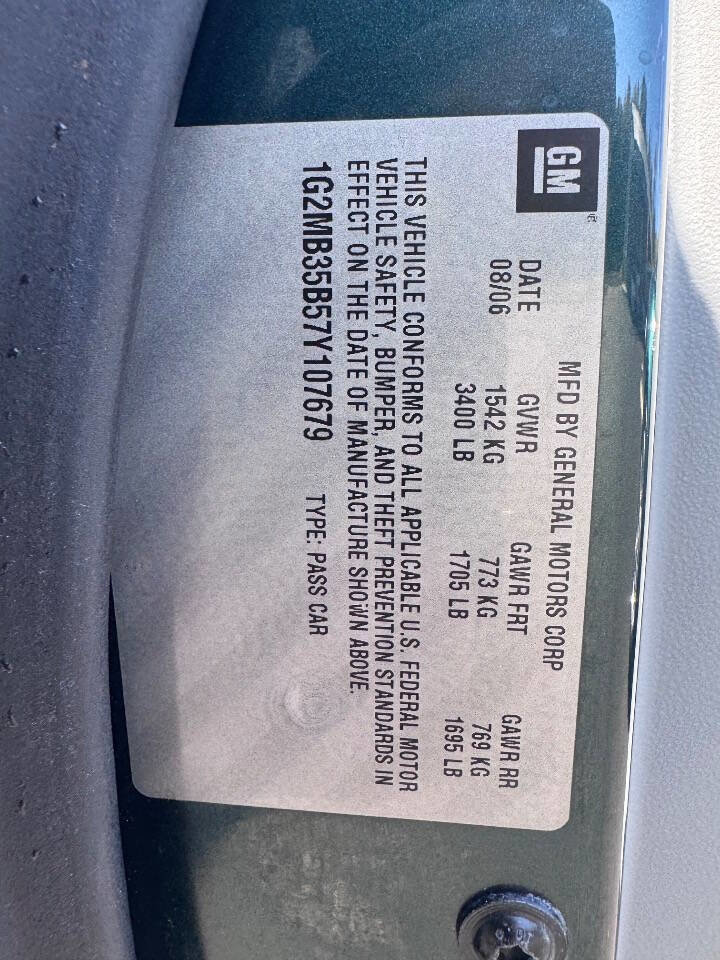 GM
MFD BY GENERAL MOTORS CORP
DATE GVWR GAWR FRT GAWR RR
08/06 1542 KG 773 KG 769 KG
3400 LB 1705 LB 1695 LB
THIS VEHICLE CONFORMS TO ALL APPLICABLE U.S. FEDERAL MOTOR
VEHICLE SAFETY, BUMPER, AND THEFT PREVENTION STANDARDS IN
EFFECT ON THE DATE OF MANUFACTURE SHOWN ABOVE.
1G2MB35B57Y107679 TYPE: PASS CAR